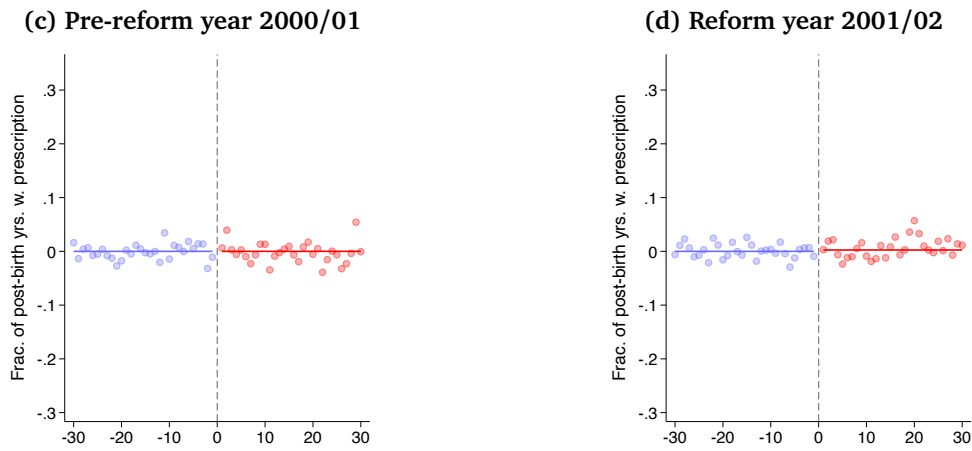 (c) Pre-reform year 2000/01
Frac. of post-birth yrs. w. prescription
.3
.2
.1
0
-.1
-.2
-.3
-30 -20 -10 0 10 20 30
(d) Reform year 2001/02
Frac. of post-birth yrs. w. prescription
.3
.2
.1
0
-.1
-.2
-.3
-30 -20 -10 0 10 20 30